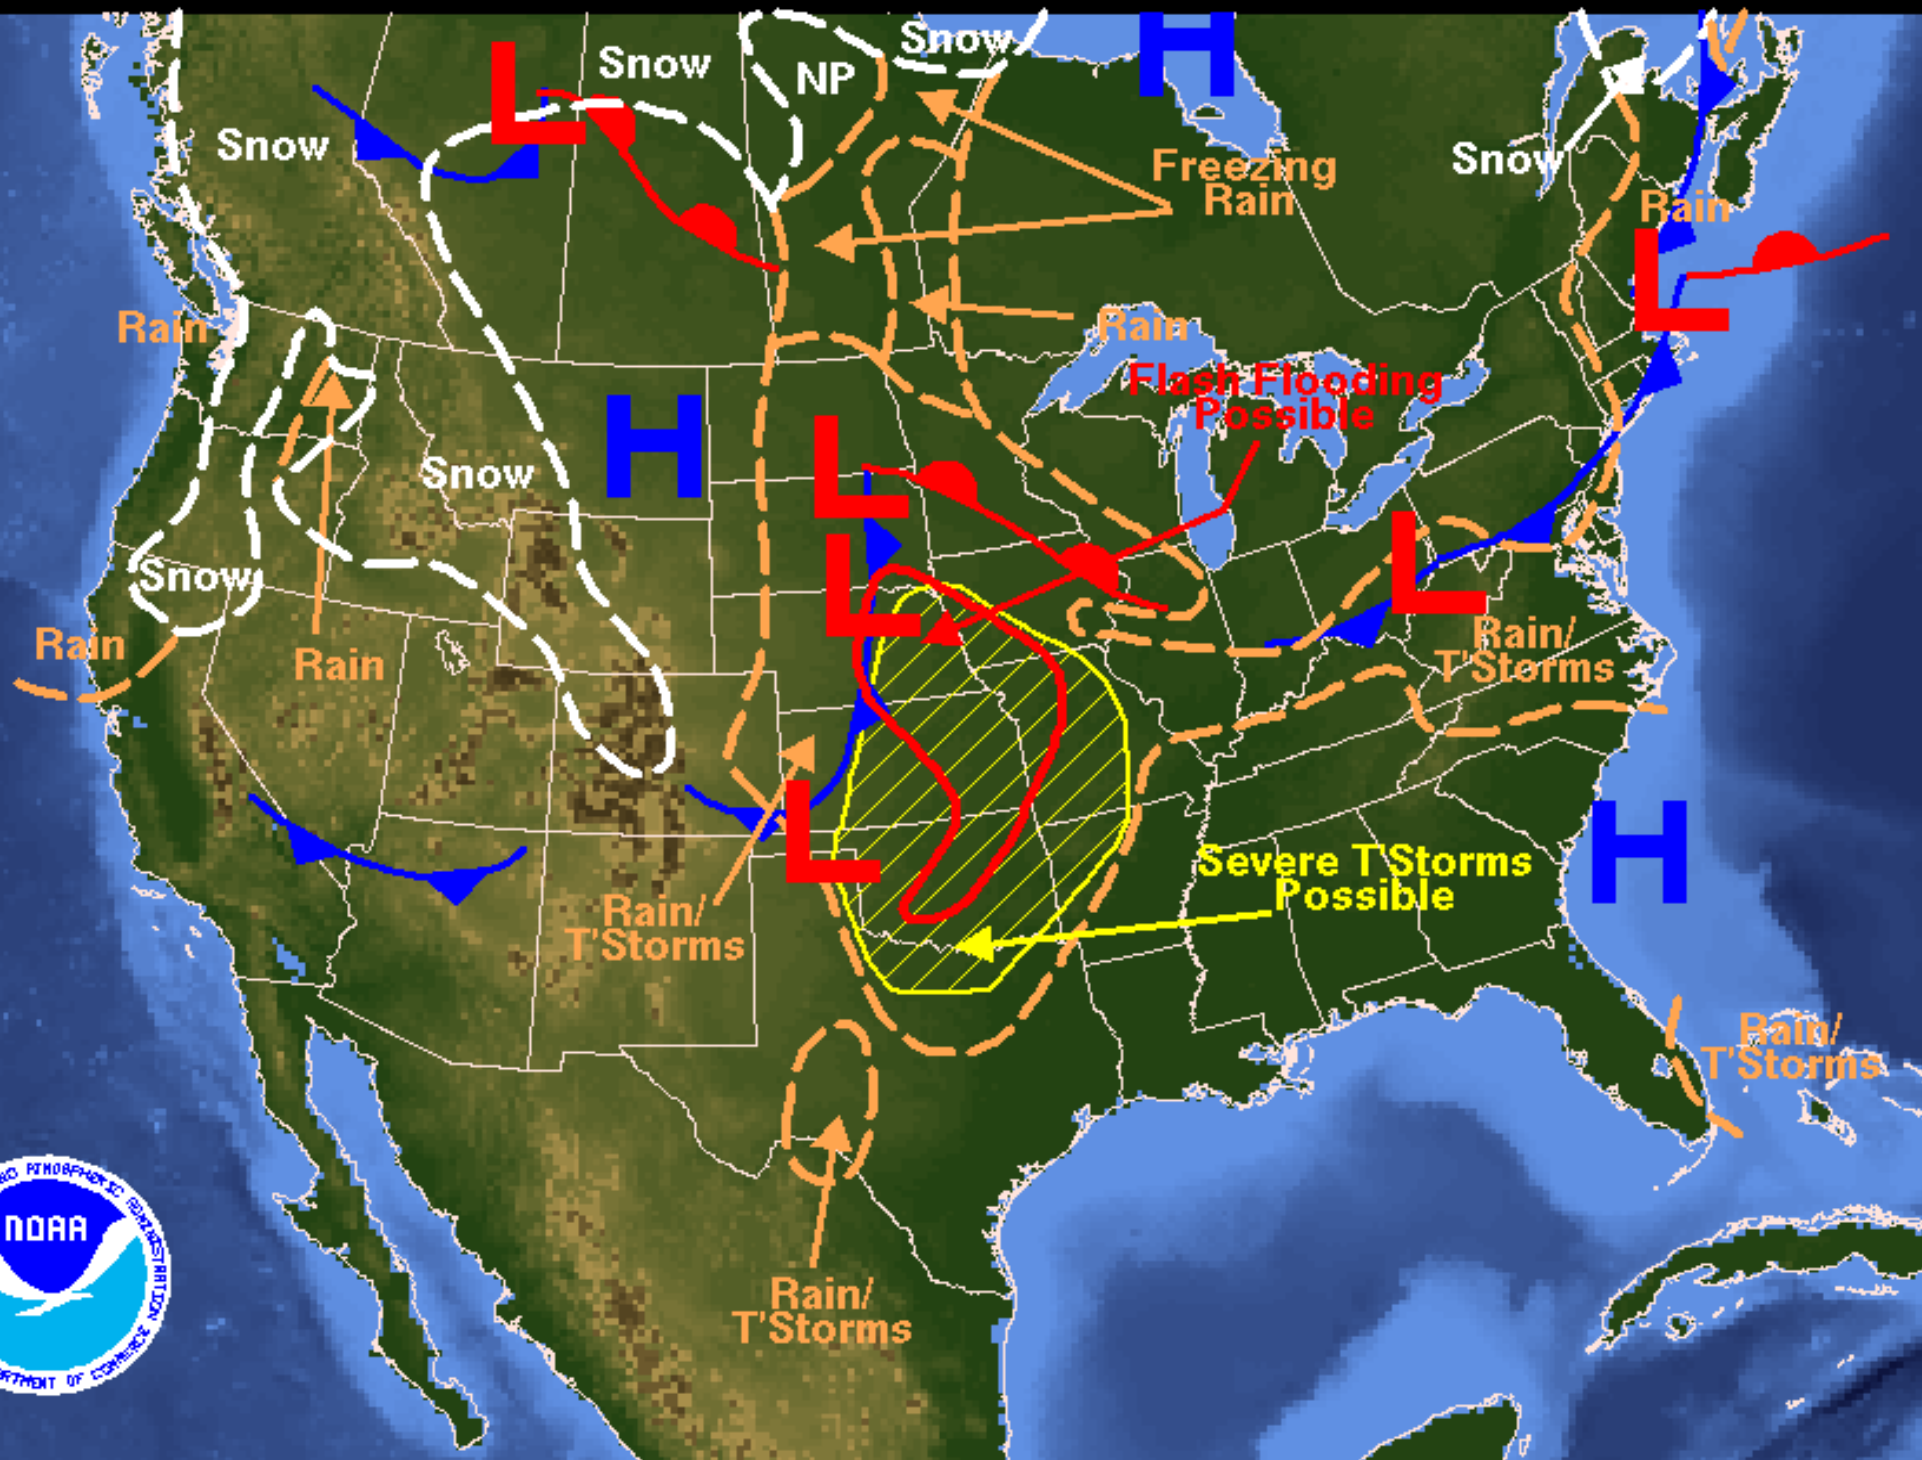 H
Snow
L
Snow
NP
Snow
Snow
Freezing
Rain
Snow
Rain
L
Rain
Rain
Flash Flooding
Possible
H
L
Snow
L
L
Snow
Rain
Rain
Rain/
T'Storms
L
H
Severe T'Storms
Possible
Rain/
T'Storms
Rain/
T'Storms
NOAA
Rain/
T'Storms